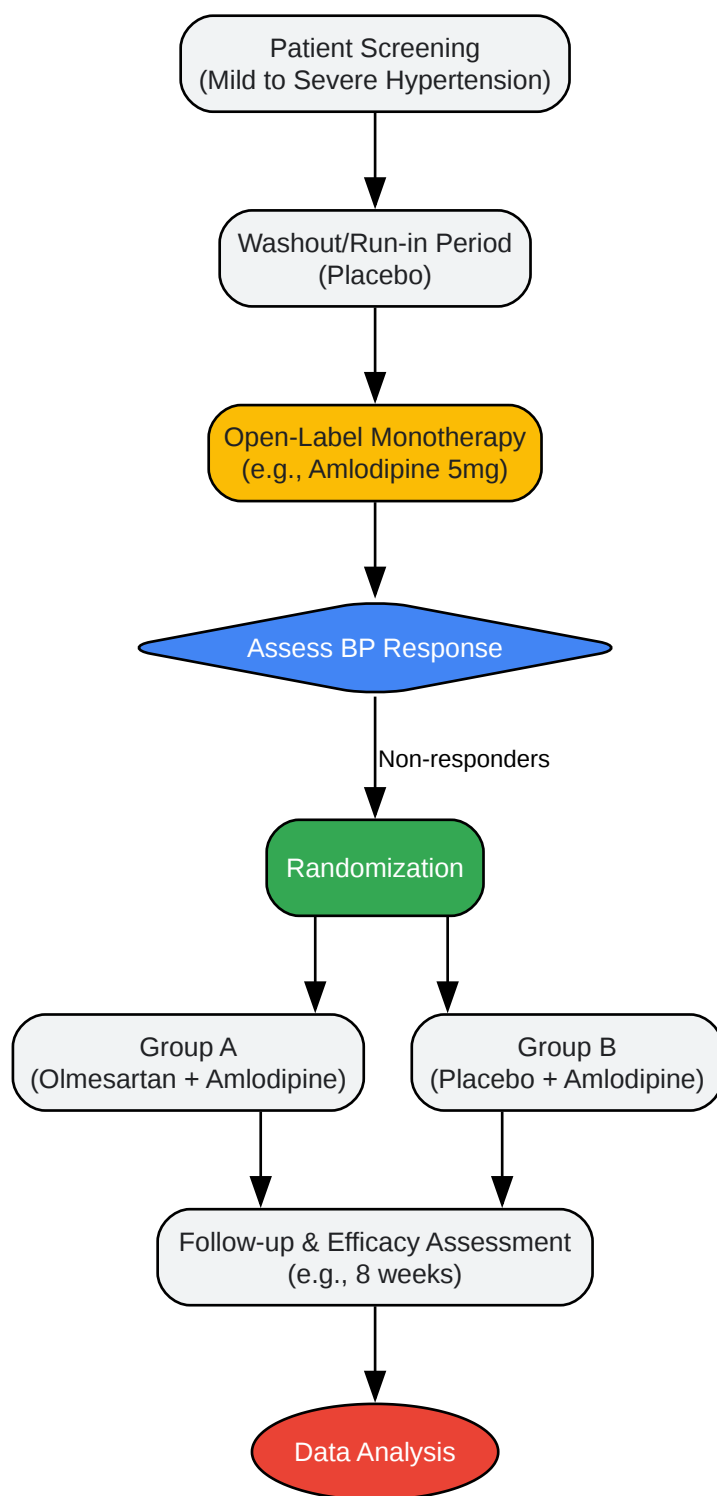 Patient Screening
(Mild to Severe Hypertension)
Washout/Run-in Period
(Placebo)
Open-Label Monotherapy
(e.g., Amlodipine 5mg)
Assess BP Response
Non-responders
Randomization
Group A
(Olmesartan + Amlodipine)
Group B
(Placebo + Amlodipine)
Follow-up & Efficacy Assessment
(e.g., 8 weeks)
Data Analysis